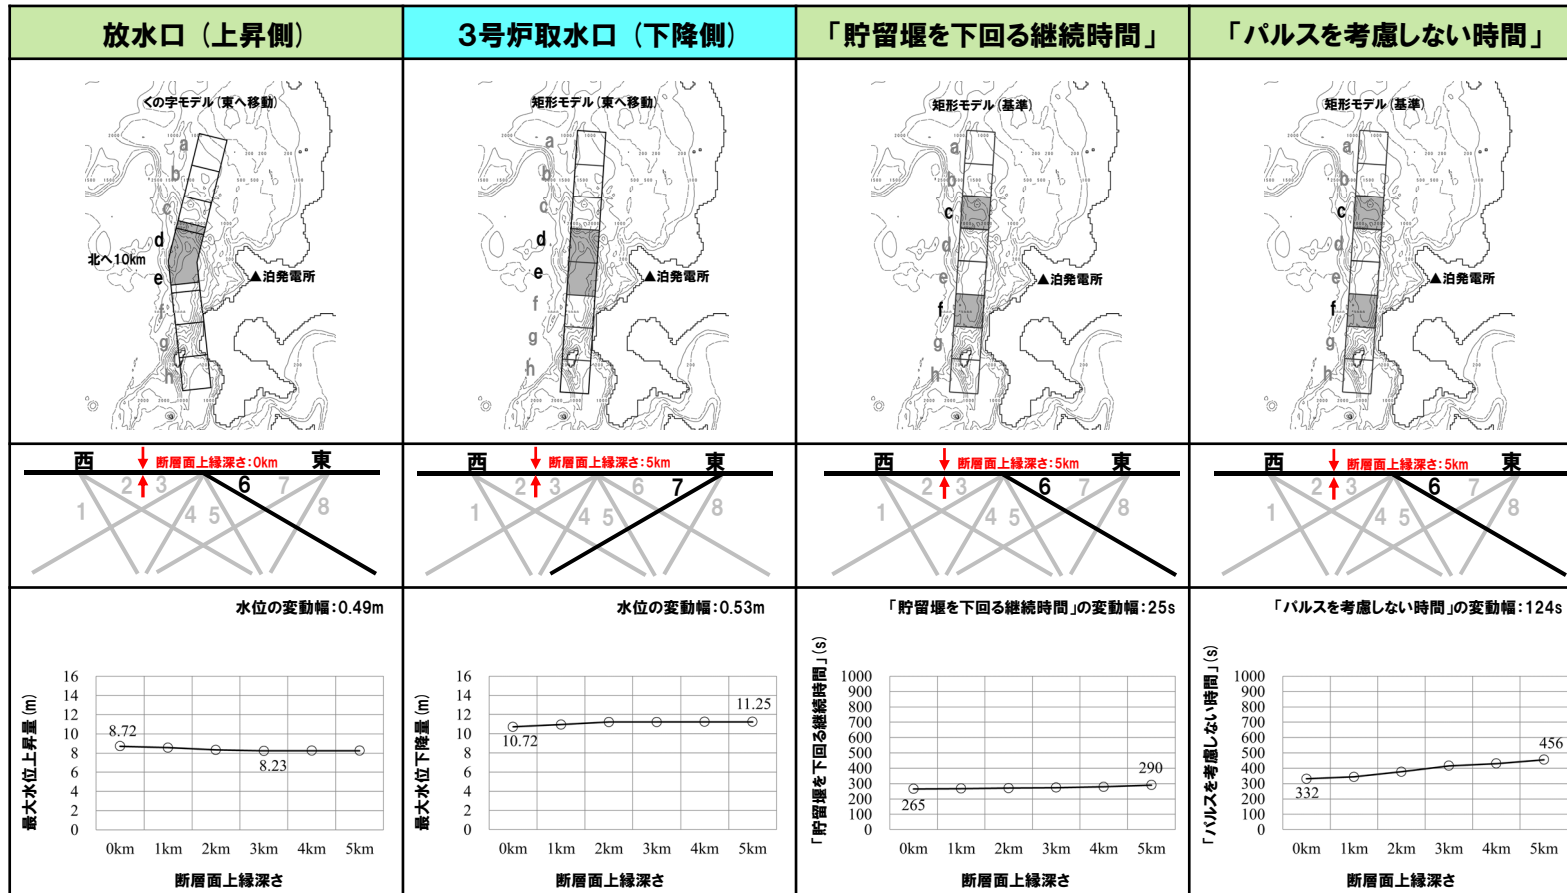 放水口（上昇側）
3号炉取水口（下降側）
「貯留堰を下回る継続時間」
「パルスを考慮しない時間」
くの字モデル(東へ移動)
a
b
c
d
北へ10km
e
▲泊発電所
f
g
h
矩形モデル(東へ移動)
a
b
c
d
e
▲泊発電所
f
g
h
矩形モデル(基準)
a
b
c
d
e
▲泊発電所
f
g
h
矩形モデル(基準)
a
b
c
d
e
▲泊発電所
f
g
h
西
断層面上縁深さ:0km
東
1 2 3 4 5 6 7 8
西
断層面上縁深さ:5km
東
1 2 3 4 5 6 7 8
西
断層面上縁深さ:5km
東
1 2 3 4 5 6 7 8
西
断層面上縁深さ:5km
東
1 2 3 4 5 6 7 8
水位の変動幅:0.49m
最大水位上昇量(m)
16
14
12
10
8
6
4
2
0
8.72
8.23
0km 1km 2km 3km 4km 5km
断層面上縁深さ
水位の変動幅:0.53m
最大水位下降量(m)
16
14
12
10
8
6
4
2
0
10.72
11.25
0km 1km 2km 3km 4km 5km
断層面上縁深さ
「貯留堰を下回る継続時間」の変動幅:25s
「貯留堰を下回る継続時間」(s)
1000
900
800
700
600
500
400
300
200
100
0
265
290
0km 1km 2km 3km 4km 5km
断層面上縁深さ
「パルスを考慮しない時間」の変動幅:124s
「パルスを考慮しない時間」(s)
1000
900
800
700
600
500
400
300
200
100
0
332
456
0km 1km 2km 3km 4km 5km
断層面上縁深さ